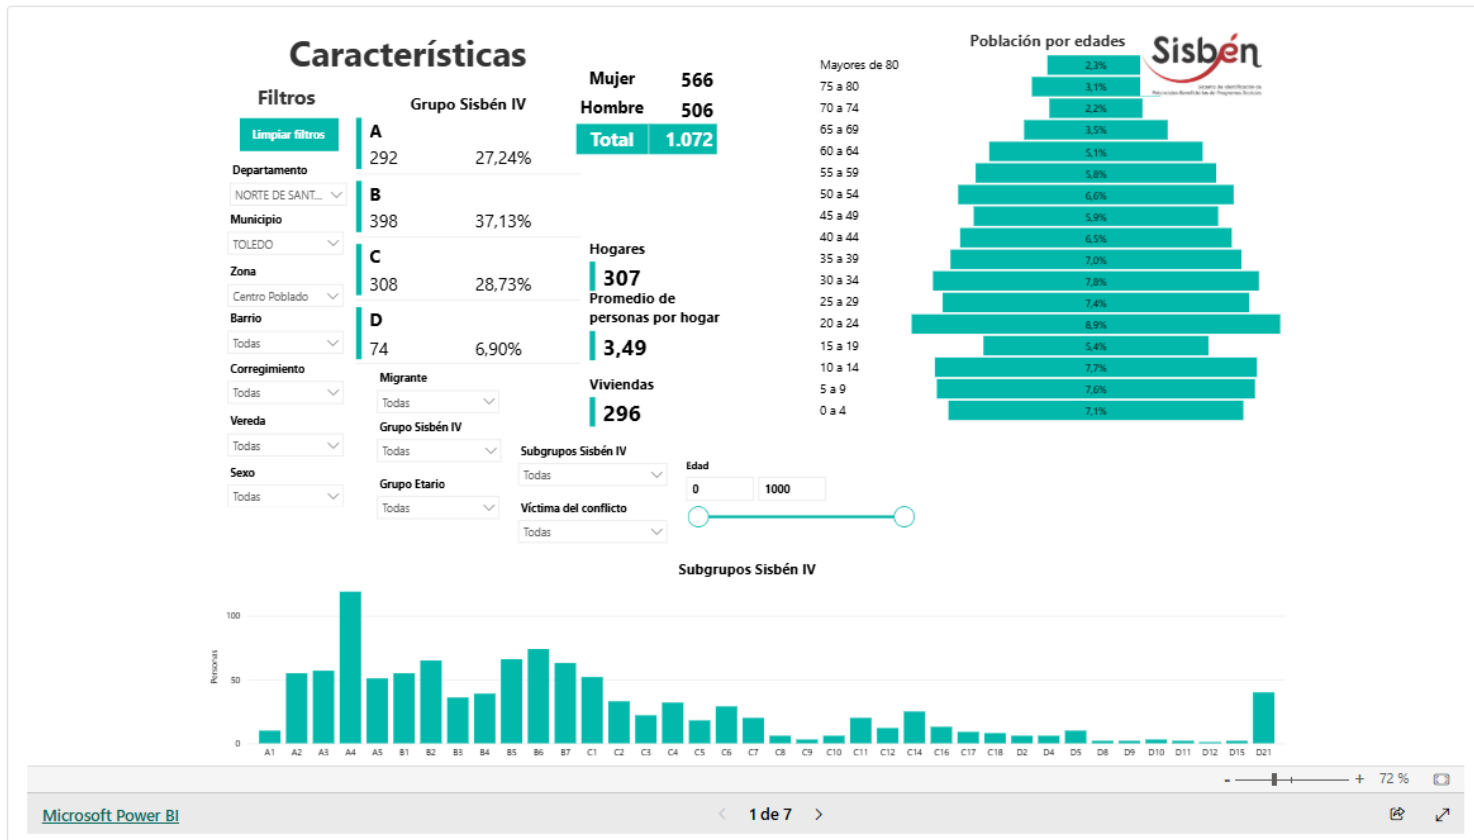 Características
Filtros
Limpiar filtros
Departamento
NORTE DE SANT...
Municipio
TOLEDO
Zona
Centro Poblado
Barrio
Todas
Corregimiento
Todas
Vereda
Todas
Sexo
Todas
Grupo Sisbén IV
A
292 27,24%
B
398 37,13%
C
308 28,73%
D
74 6,90%
Migrante
Todas
Grupo Sisbén IV
Todas
Grupo Etario
Todas
Mujer 566
Hombre 506
Total 1.072
Hogares
307
Promedio de
personas por hogar
3,49
Viviendas
296
Subgrupos Sisbén IV
Todas
Víctima del conflicto
Todas
Edad
0 1000
Población por edades
Sisbén
Sistema de Identificación de
Potenciales Beneficiarios de Programas Sociales
Mayores de 80 2,3%
75 a 80 3,1%
70 a 74 2,2%
65 a 69 3,5%
60 a 64 5,1%
55 a 59 5,8%
50 a 54 6,6%
45 a 49 5,9%
40 a 44 6,5%
35 a 39 7,0%
30 a 34 7,8%
25 a 29 7,4%
20 a 24 8,9%
15 a 19 5,4%
10 a 14 7,7%
5 a 9 7,6%
0 a 4 7,1%
Subgrupos Sisbén IV
Personas
100
50
0
A1 A2 A3 A4 A5 B1 B2 B3 B4 B5 B6 B7 C1 C2 C3 C4 C5 C6 C7 C8 C9 C10 C11 C12 C14 C16 C17 C18 D2 D4 D5 D8 D9 D10 D11 D12 D15 D21
- + 72 %
Microsoft Power BI
1 de 7